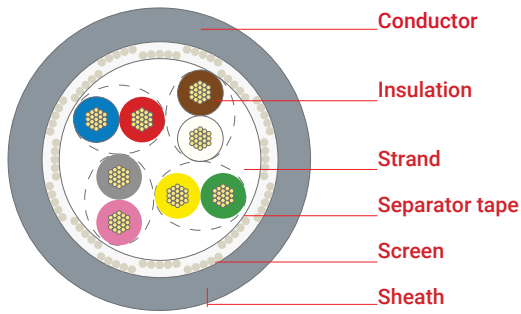 Conductor
Insulation
Strand
Separator tape
Screen
Sheath